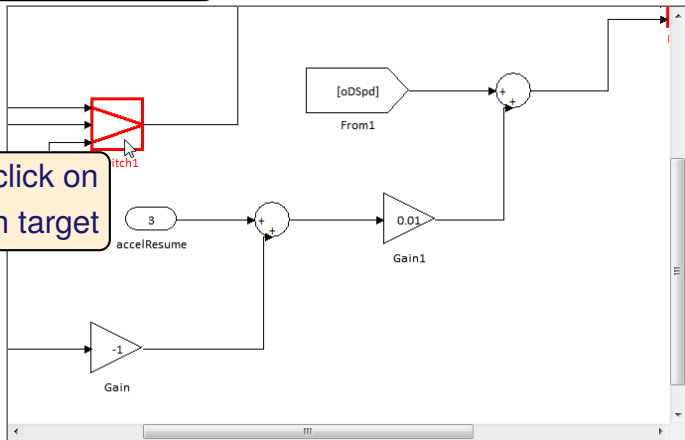 [oDSpd]
+
+
From1
itch1
click on
n target
3
+
+
accelResume
0.01
Gain1
-1
Gain